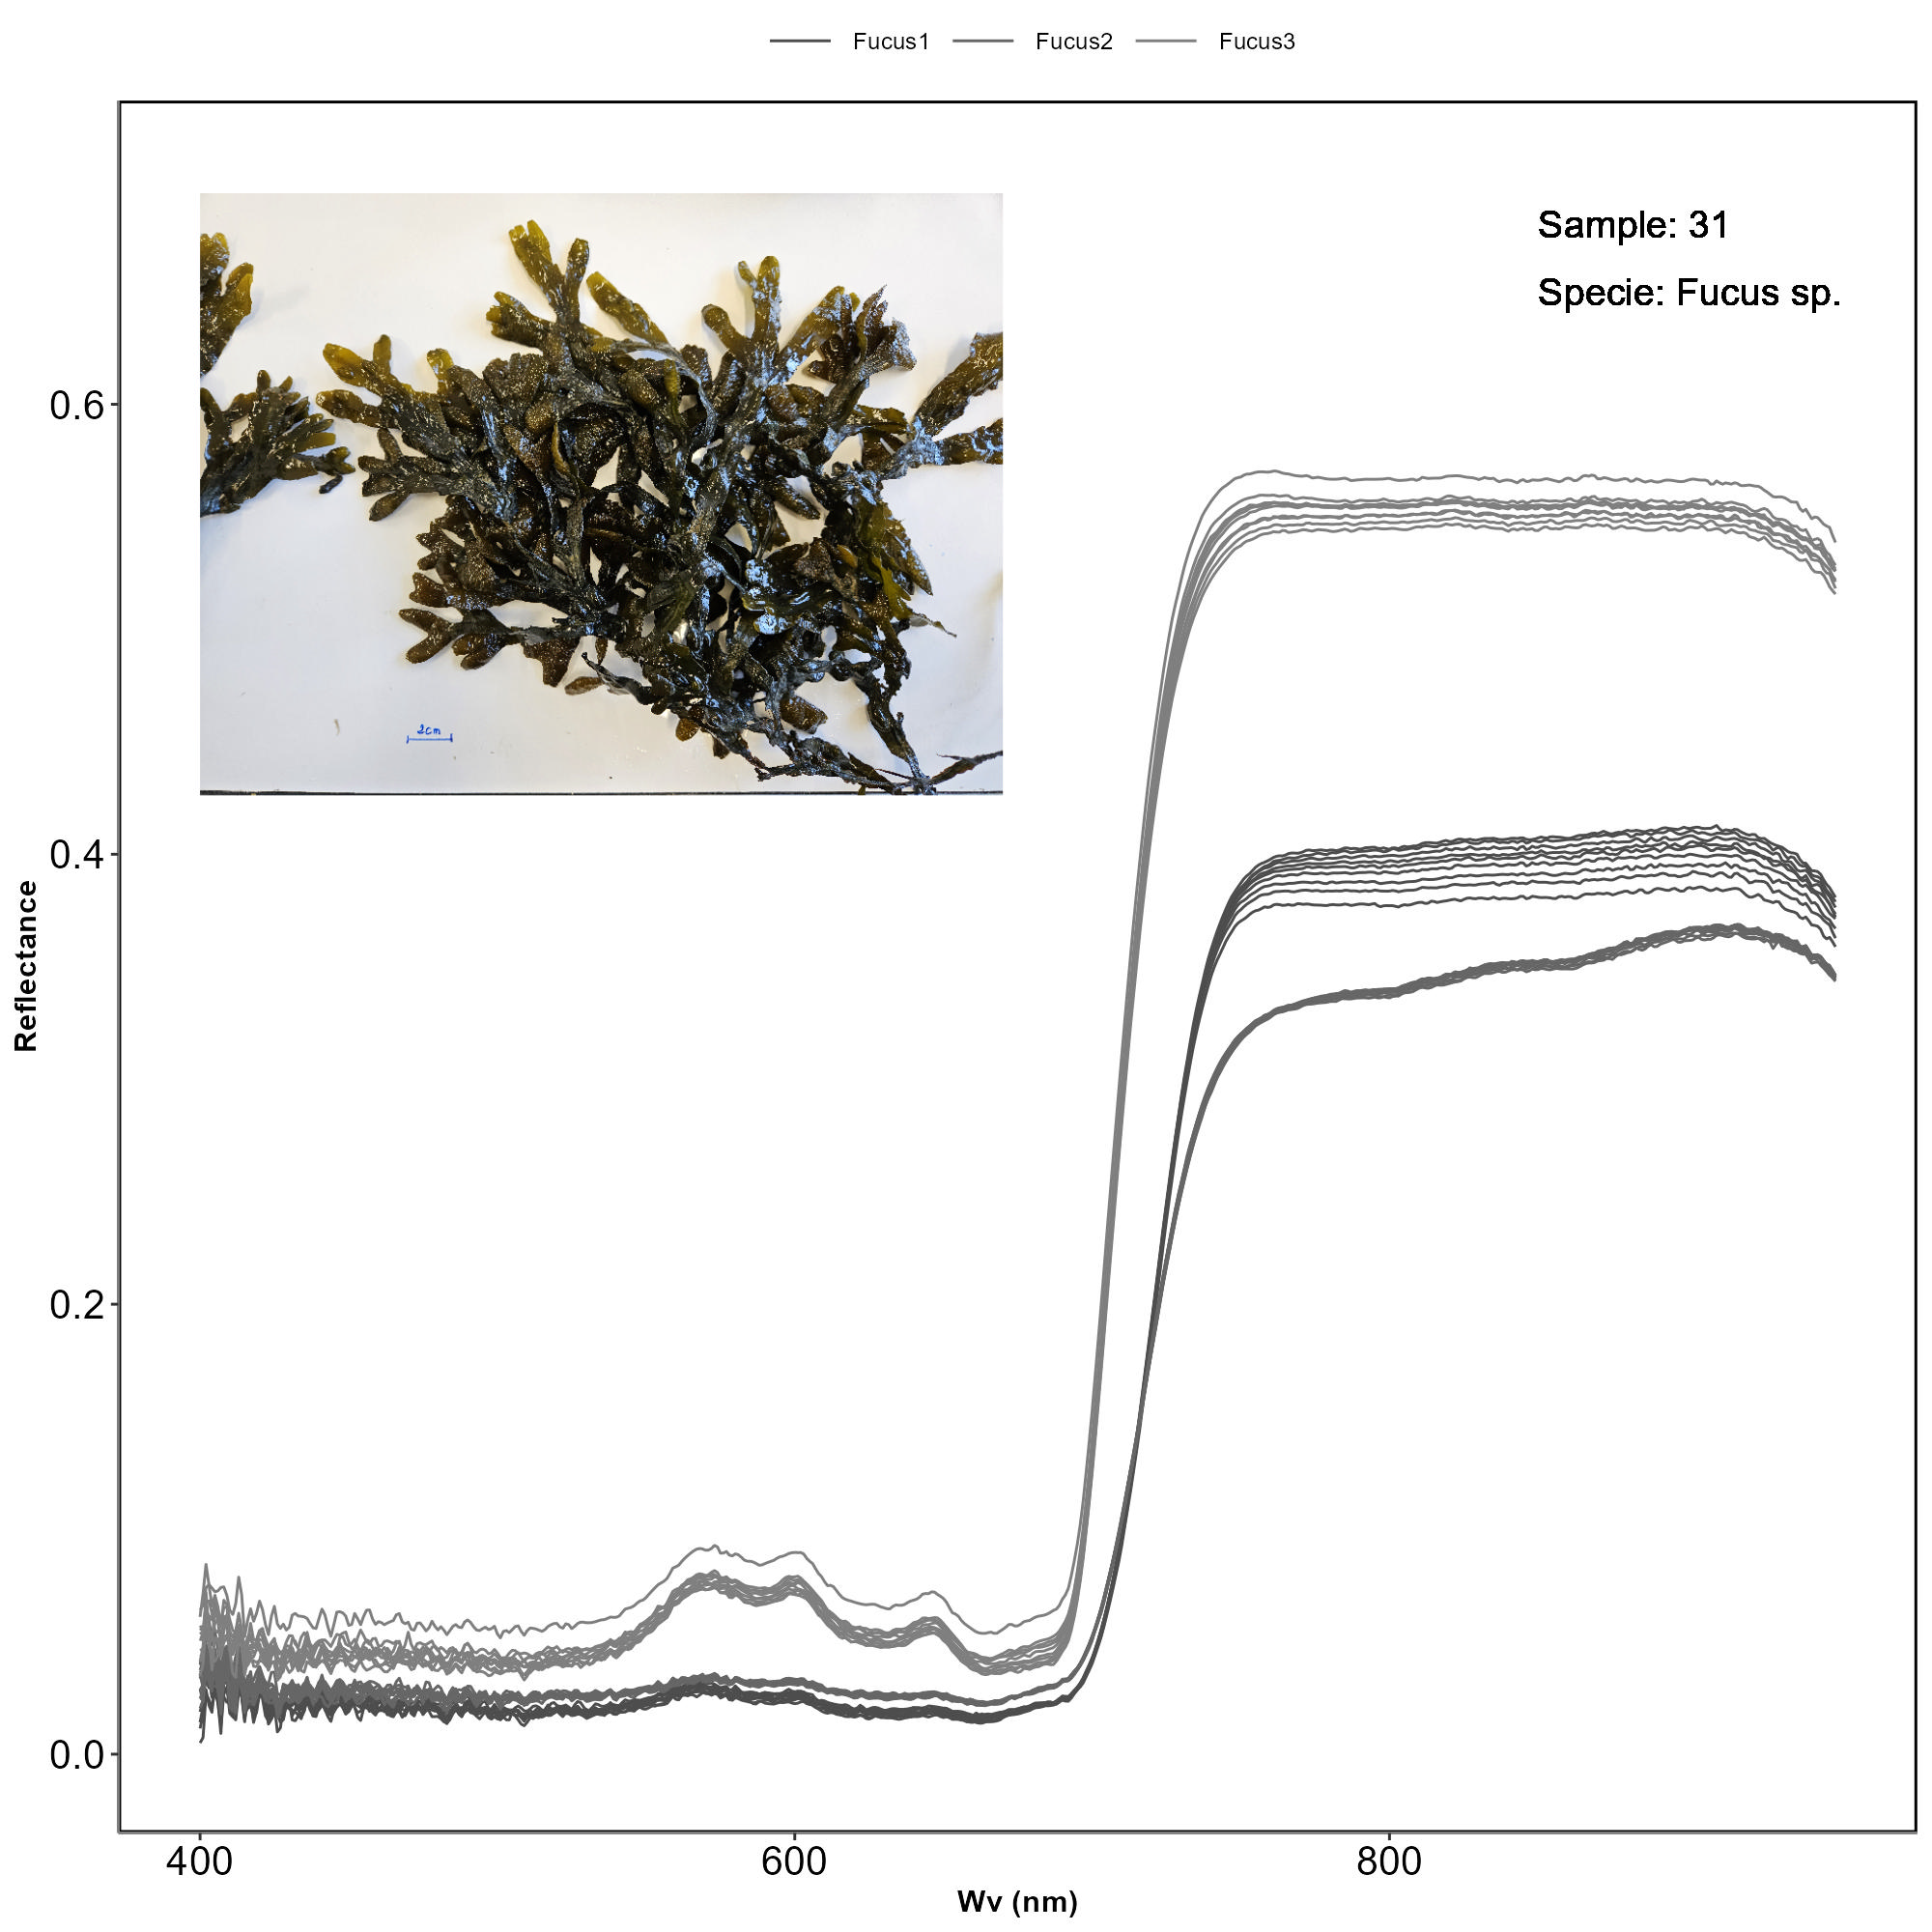 Fucus1 Fucus2 Fucus3
Sample: 31
Specie: Fucus sp.
2cm
0.6
0.4
0.2
0.0
Reflectance
400 600 800
Wv (nm)